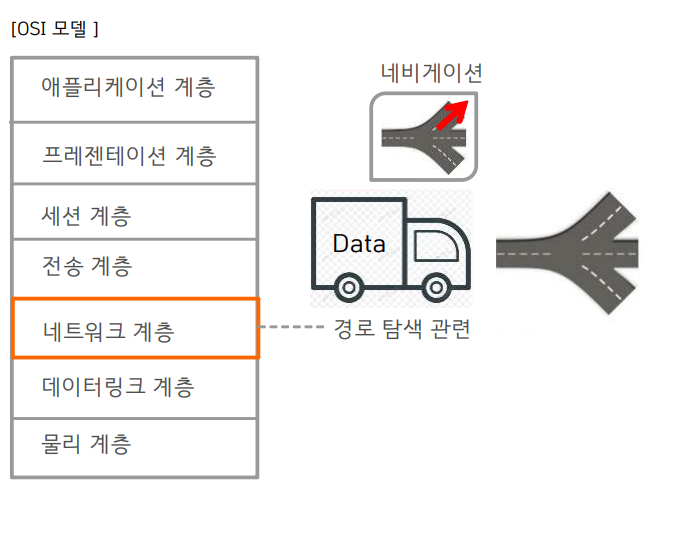 [OSI 모델 ]
애플리케이션 계층
프레젠테이션 계층
세션 계층
전송 계층
네트워크 계층
데이터링크 계층
물리 계층
네비게이션
Data
경로 탐색 관련